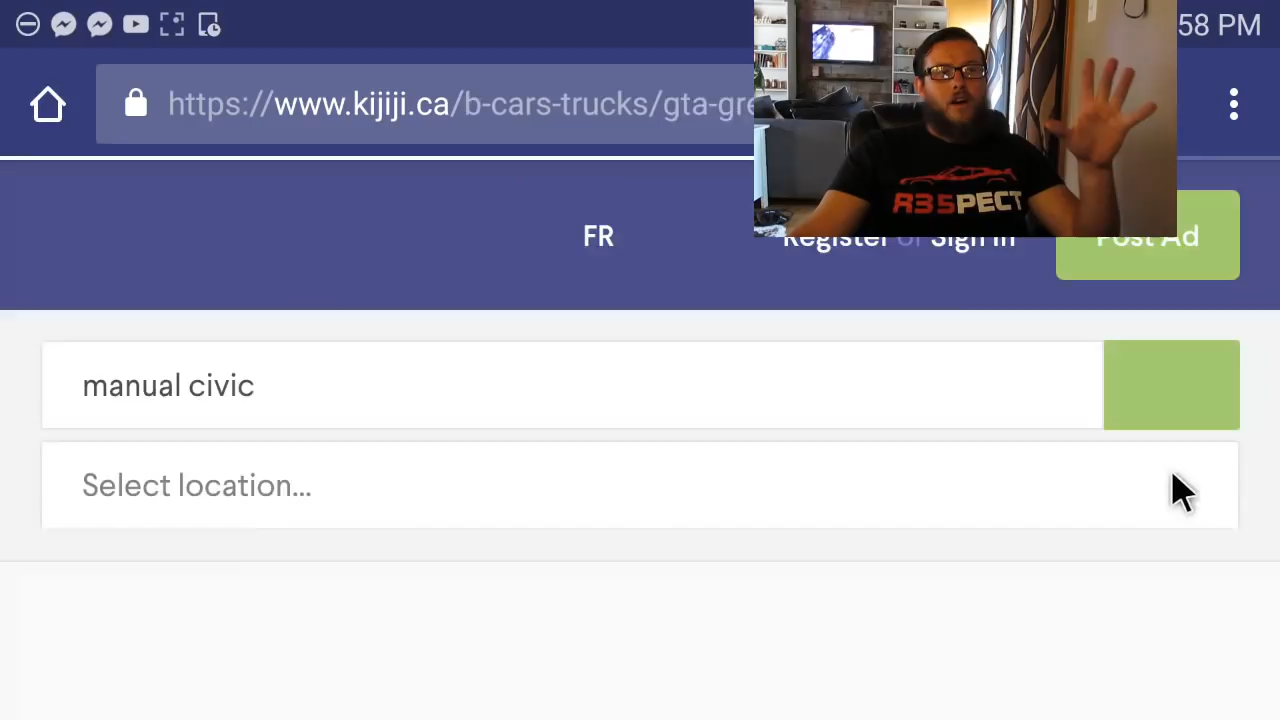 58 PM
https://www.kijiji.ca/b-cars-trucks/gta-gre
R35PECT
FR
Register or Sign In
Post Ad
manual civic
Select location...